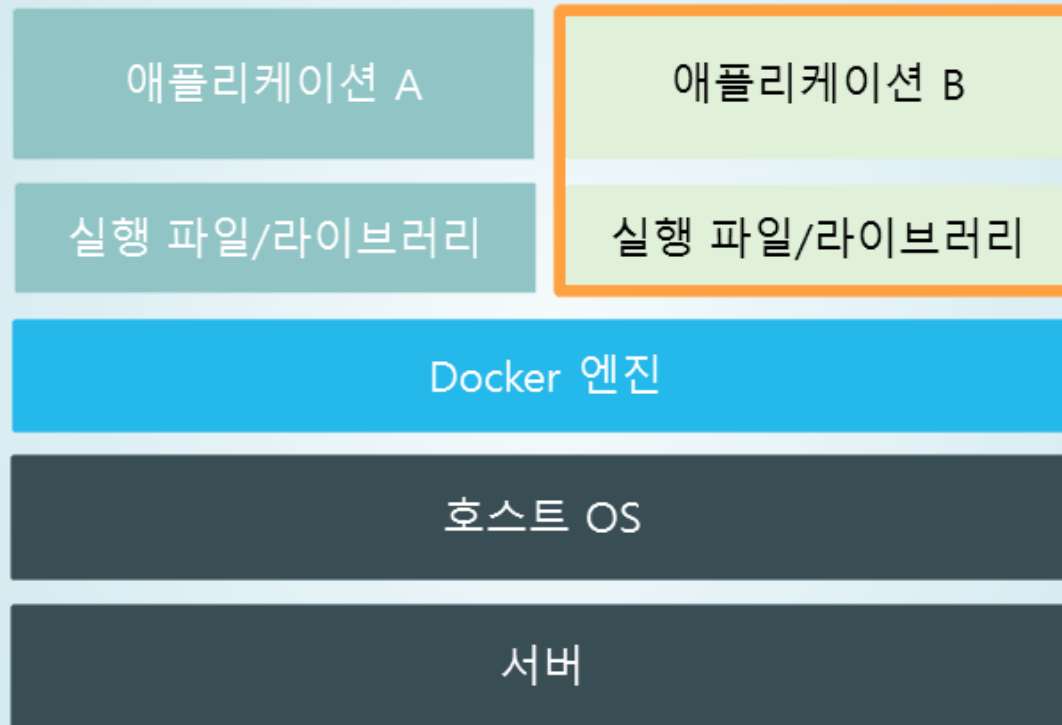 애플리케이션 A
애플리케이션 B
실행 파일/라이브러리
실행 파일/라이브러리
Docker 엔진
호스트 OS
서버